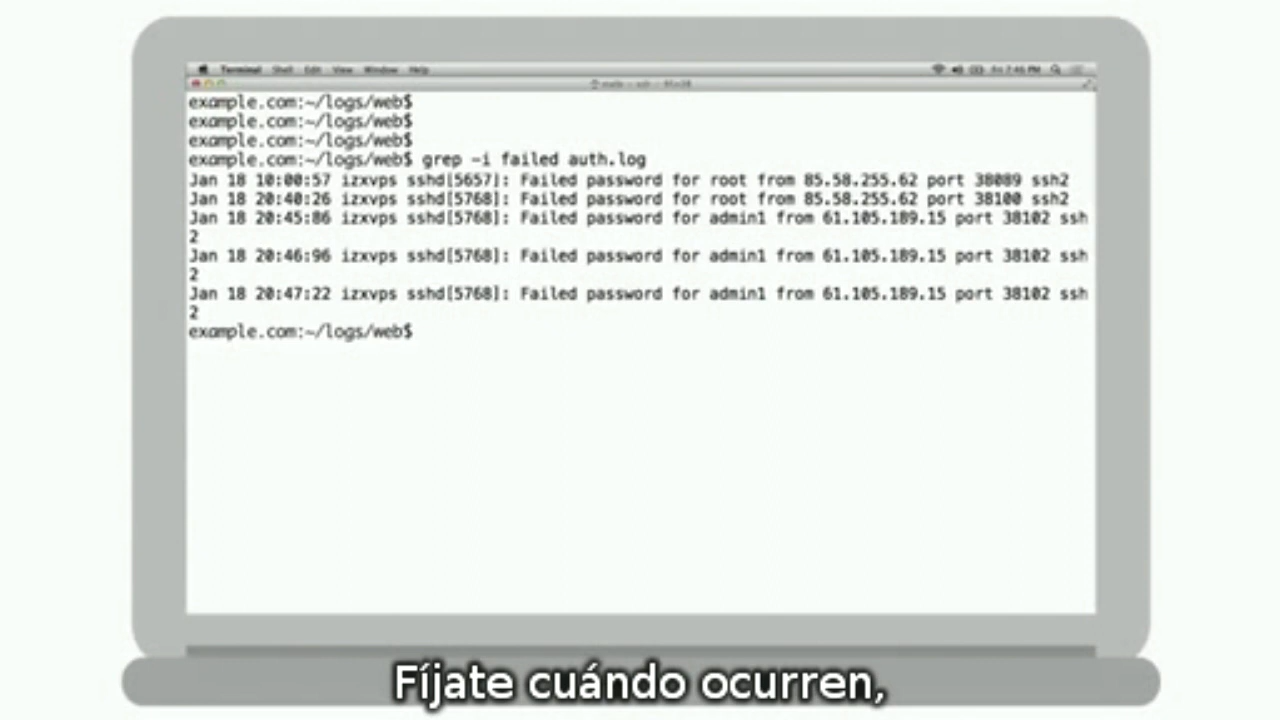 Terminal Shell Edit View Window Help
example.com:~/logs/web$
example.com:~/logs/web$
example.com:~/logs/web$
example.com:~/logs/web$ grep -i failed auth.log
Jan 18 10:00:57 izxvps sshd[5657]: Failed password for root from 85.58.255.62 port 38089 ssh2
Jan 18 20:40:26 izxvps sshd[5768]: Failed password for root from 85.58.255.62 port 38100 ssh2
Jan 18 20:45:86 izxvps sshd[5768]: Failed password for admin1 from 61.105.189.15 port 38102 ssh
2
Jan 18 20:46:96 izxvps sshd[5768]: Failed password for admin1 from 61.105.189.15 port 38102 ssh
2
Jan 18 20:47:22 izxvps sshd[5768]: Failed password for admin1 from 61.105.189.15 port 38102 ssh
2
example.com:~/logs/web$
Fíjate cuándo ocurren,